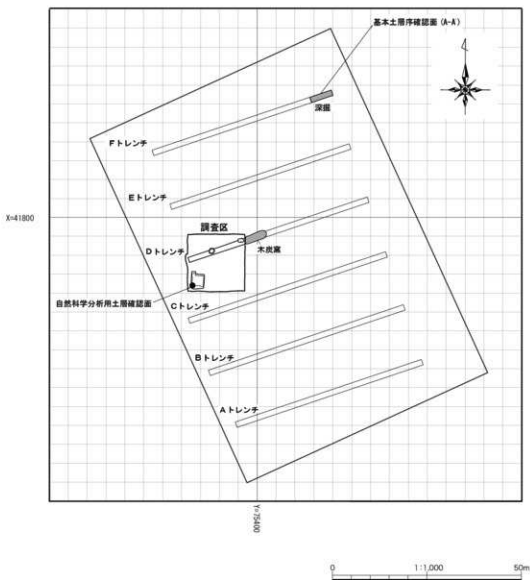 基本土層序確認面(A-A')
深掘
Fトレンチ
Eトレンチ
X=41800
調査区
Dトレンチ
木炭窯
自然科学分析用土層確認面
Cトレンチ
Bトレンチ
Aトレンチ
Y=75400
0 1:1,000 50m